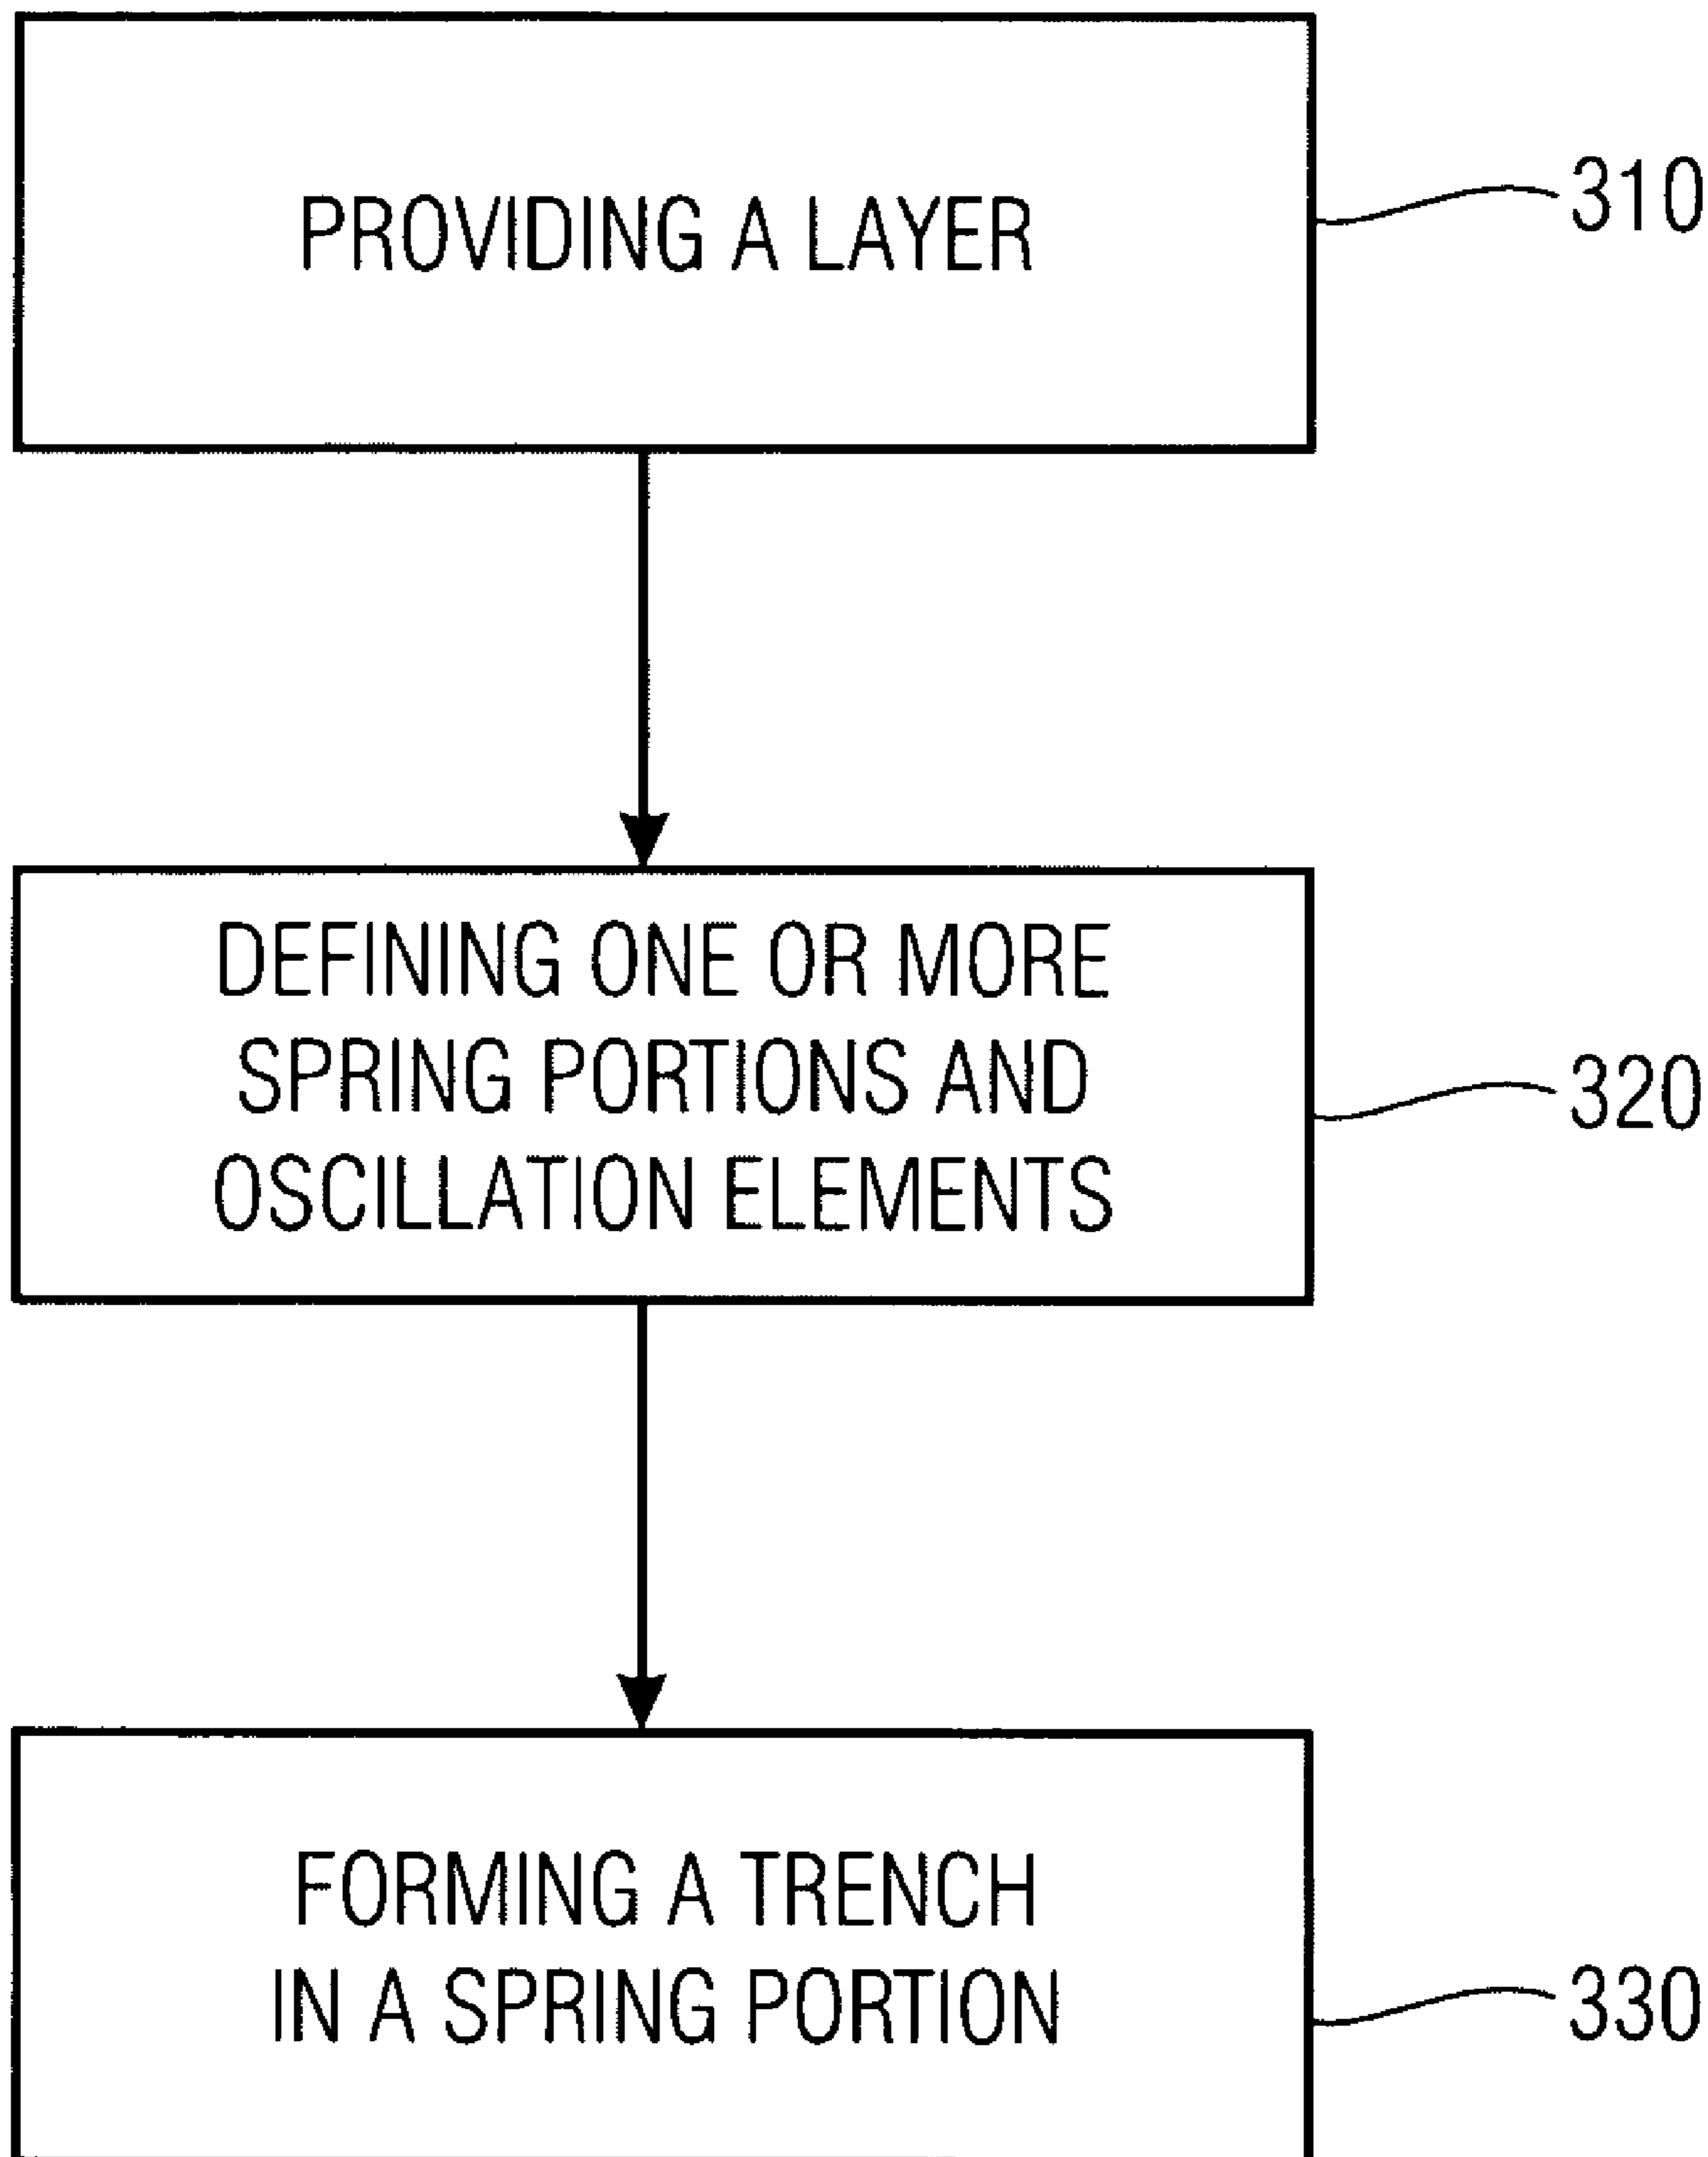 PROVIDING A LAYER
310
DEFINING ONE OR MORE
SPRING PORTIONS AND
OSCILLATION ELEMENTS
320
FORMING A TRENCH
IN A SPRING PORTION
330